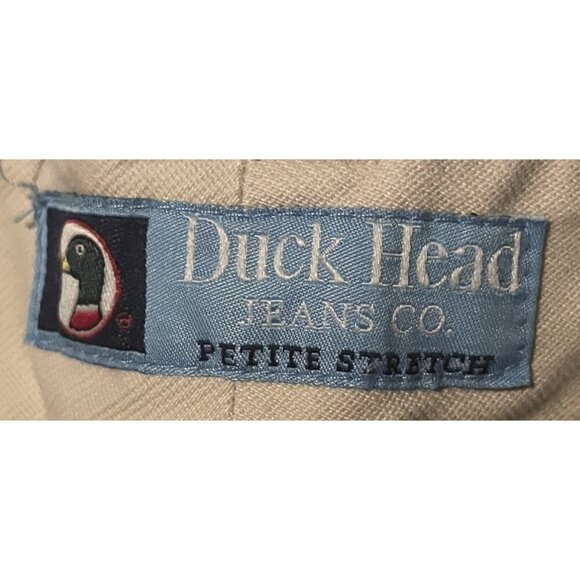 Duck Head
JEANS CO.
PETITE STRETCH